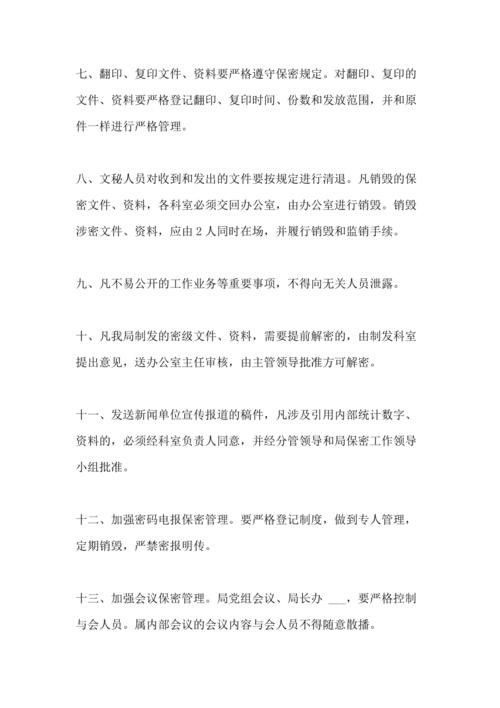 七、翻印、复印文件、资料要严格遵守保密规定。对翻印、复印的
文件、资料要严格登记翻印、复印时间、份数和发放范围，并和原
件一样进行严格管理。
八、文秘人员对收到和发出的文件要按规定进行清退。凡销毁的保
密文件、资料，各科室必须交回办公室，由办公室进行销毁。销毁
涉密文件、资料，应由 2 人同时在场，并履行销毁和监销手续。
九、凡不易公开的工作业务等重要事项，不得向无关人员泄露。
十、凡我局制发的密级文件、资料，需要提前解密的，由制发科室
提出意见，送办公室主任审核，由主管领导批准方可解密。
十一、发送新闻单位宣传报道的稿件，凡涉及引用内部统计数字、
资料的，必须经科室负责人同意，并经分管领导和局保密工作领导
小组批准。
十二、加强密码电报保密管理。要严格登记制度，做到专人管理，
定期销毁，严禁密报明传。
十三、加强会议保密管理。局党组会议、局长办 ___，要严格控制
与会人员。属内部会议的会议内容与会人员不得随意散播。